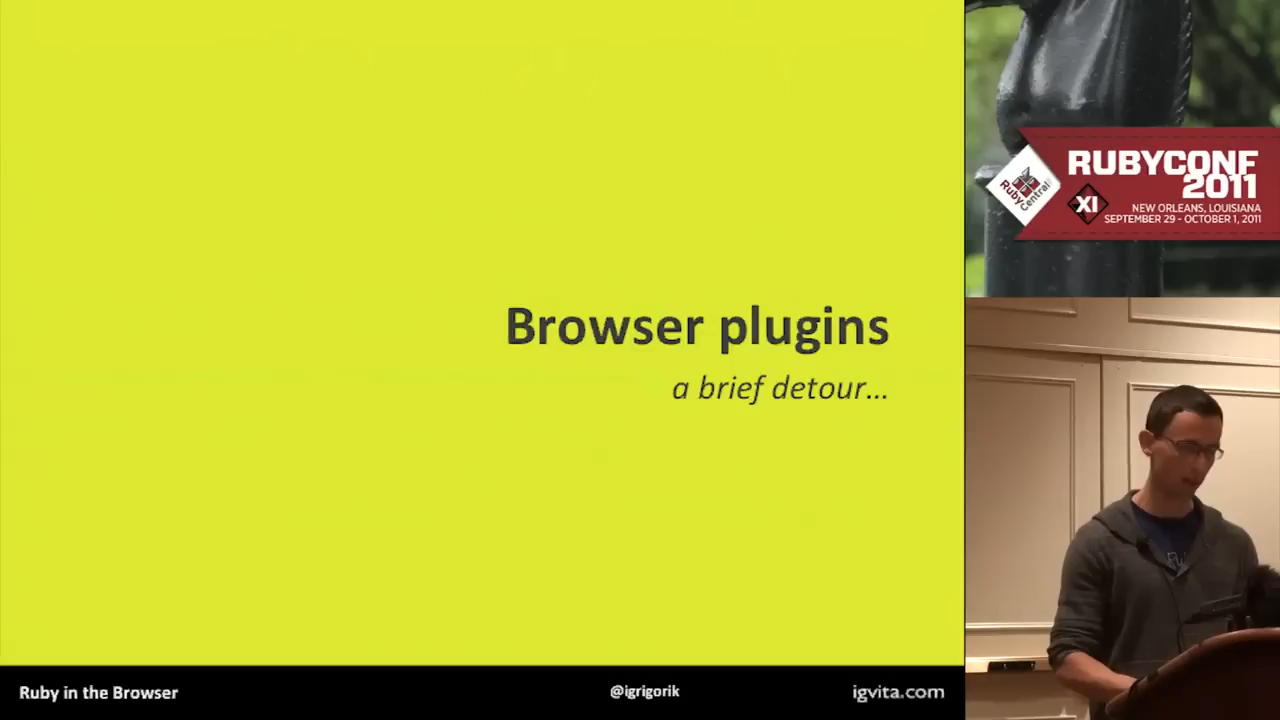 Browser plugins
a brief detour...
Ruby in the Browser
@igrigorik
igvita.com
RubyCentral
XI
RUBYCONF
2011
NEW ORLEANS, LOUISIANA
SEPTEMBER 29 - OCTOBER 1, 2011